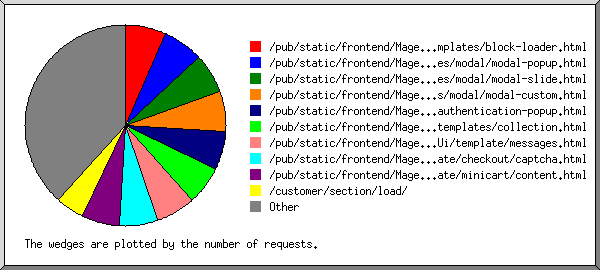 /pub/static/frontend/Mage...mplates/block-loader.html
/pub/static/frontend/Mage...es/modal/modal-popup.html
/pub/static/frontend/Mage...es/modal/modal-slide.html
/pub/static/frontend/Mage...s/modal/modal-custom.html
/pub/static/frontend/Mage...authentication-popup.html
/pub/static/frontend/Mage...templates/collection.html
/pub/static/frontend/Mage...Ui/template/messages.html
/pub/static/frontend/Mage...ate/checkout/captcha.html
/pub/static/frontend/Mage...ate/minicart/content.html
/customer/section/load/
Other
The wedges are plotted by the number of requests.